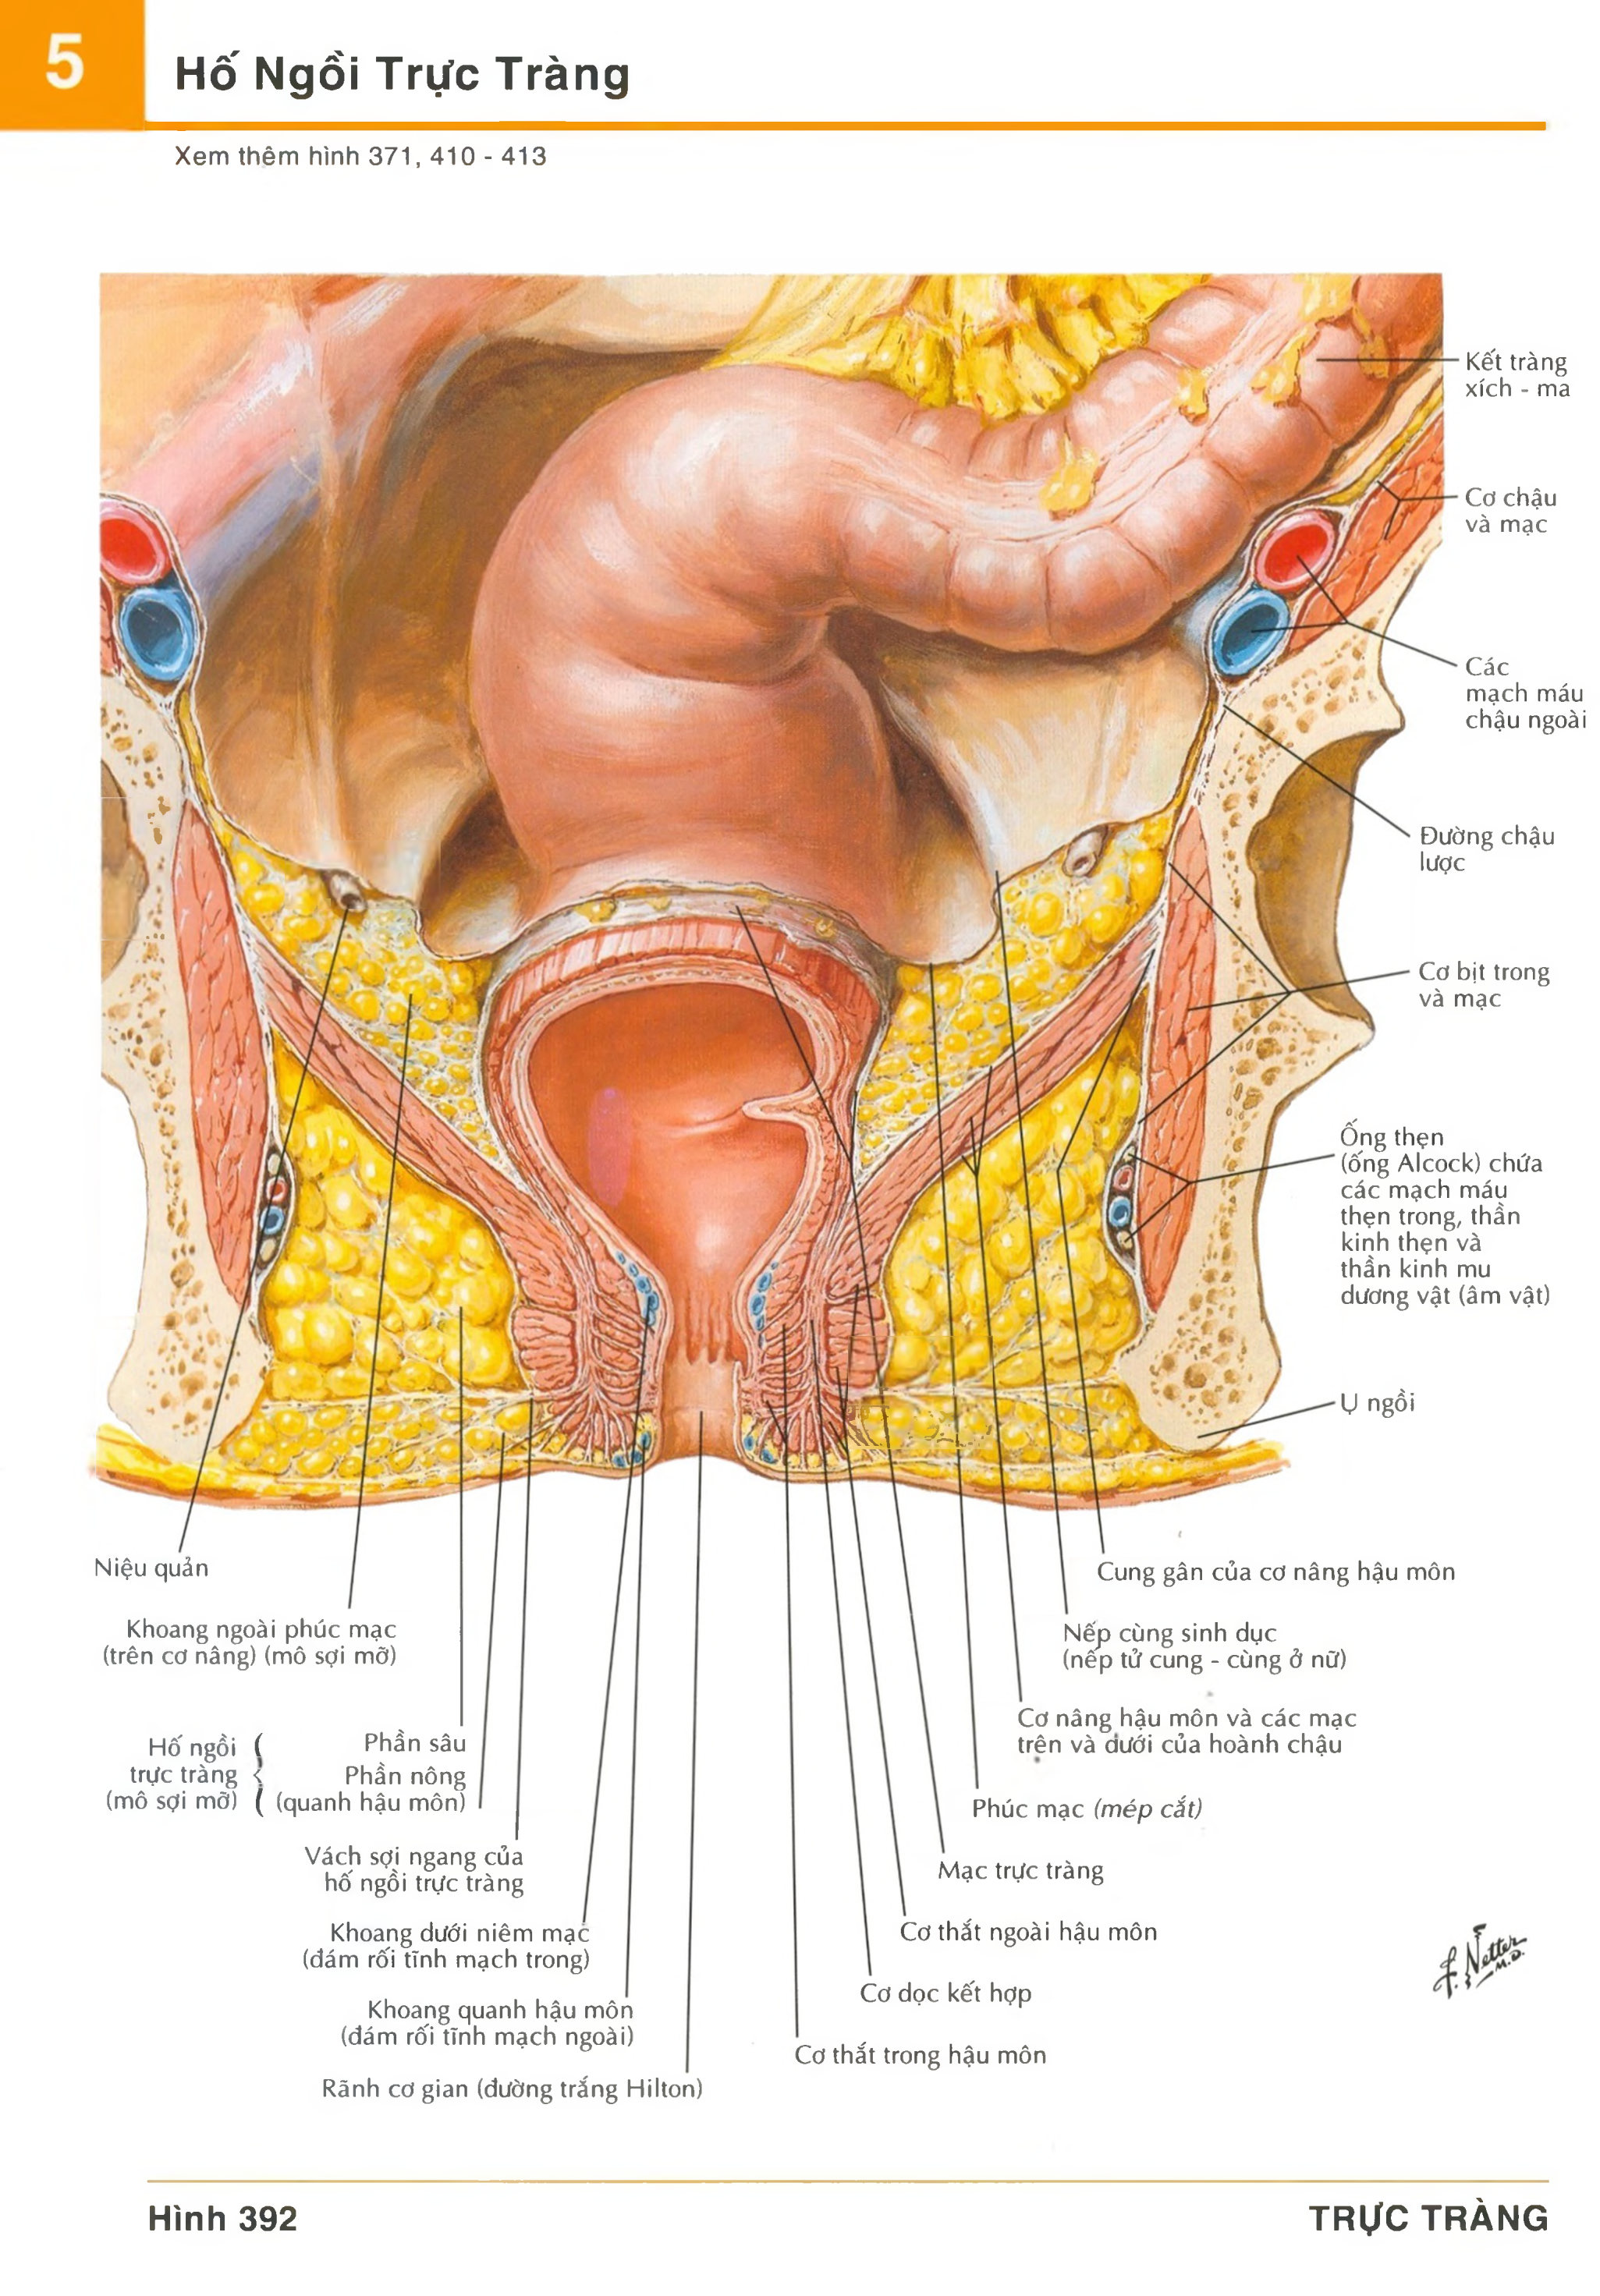 5
Hố Ngồi Trực Tràng
Xem thêm hình 371, 410 - 413
Kết tràng
xích - ma
Cơ chậu
và mạc
Các
mạch máu
chậu ngoài
Đường chậu
lược
Cơ bịt trong
và mạc
Ống thẹn
(ống Alcock) chứa
các mạch máu
thẹn trong, thần
kinh thẹn và
thần kinh mu
dương vật (âm vật)
Ụ ngồi
Niệu quản
Khoang ngoài phúc mạc
(trên cơ nâng) (mô sợi mỡ)
Hố ngồi
trực tràng
(mô sợi mỡ)
Phần sâu
Phần nông
(quanh hậu môn)
Vách sợi ngang của
hố ngồi trực tràng
Khoang dưới niêm mạc
(đám rối tĩnh mạch trong)
Khoang quanh hậu môn
(đám rối tĩnh mạch ngoài)
Rãnh cơ gian (đường trắng Hilton)
Cung gân của cơ nâng hậu môn
Nếp cùng sinh dục
(nếp tử cung - cùng ở nữ)
Cơ nâng hậu môn và các mạc
trên và dưới của hoành chậu
Phúc mạc (mép cắt)
Mạc trực tràng
Cơ thắt ngoài hậu môn
Cơ dọc kết hợp
Cơ thắt trong hậu môn
F. Netter
M.D.
Hình 392
TRỰC TRÀNG